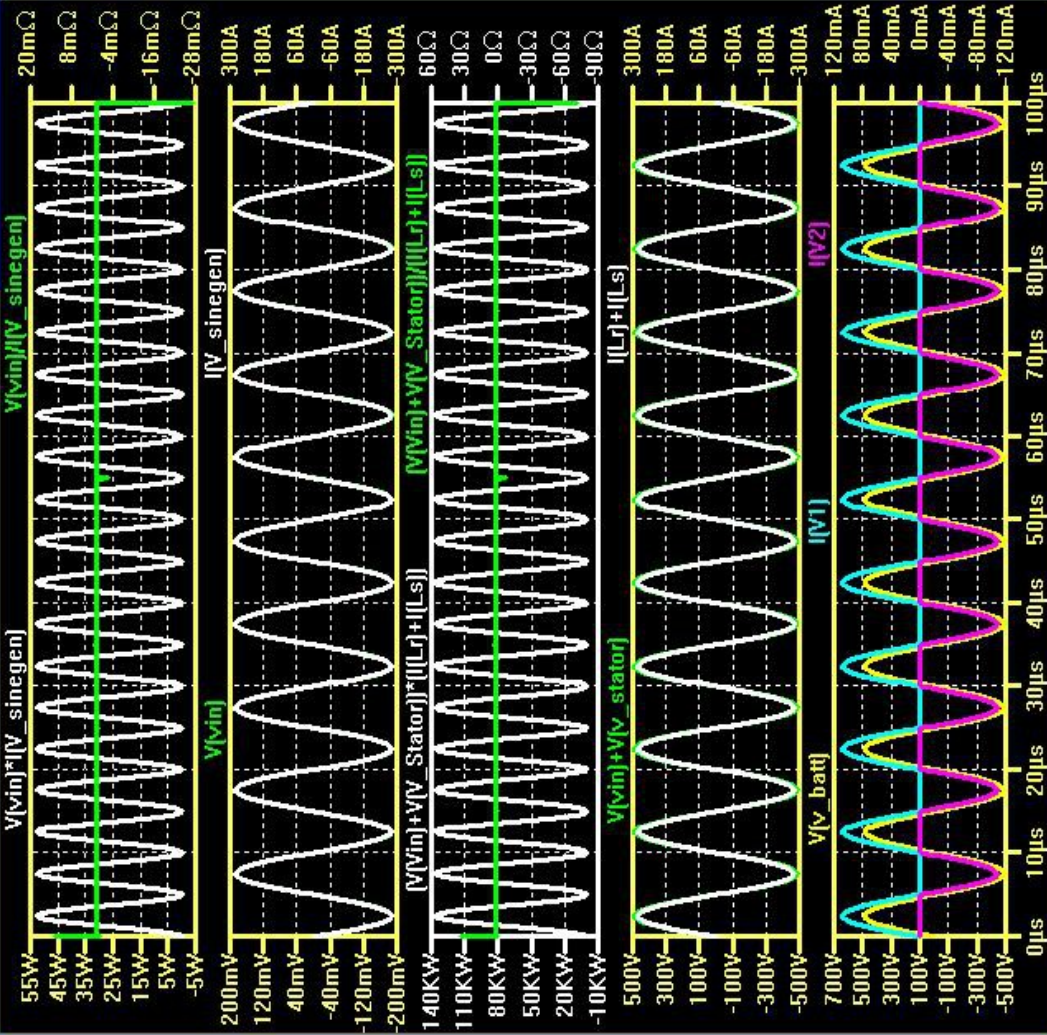 V(vin)*I(V_sinegen) V(vin)/I(V_sinegen)
55W 20mΩ
45W 8mΩ
35W
25W -4mΩ
15W -16mΩ
5W
-5W -28mΩ
V(vin) I(V_sinegen)
200mV 300A
120mV 180A
40mV 60A
-40mV -60A
-120mV -180A
-200mV -300A
(V(Vin)+V(V_Stator))*(I(Lr)+I(Ls)) (V(Vin)+V(V_Stator))/(I(Lr)+I(Ls))
140KW 60Ω
110KW 30Ω
80KW 0Ω
50KW -30Ω
20KW -60Ω
-10KW -90Ω
V(vin)+V(v_stator) I(Lr)+I(Ls)
500V 300A
300V 180A
100V 60A
-100V -60A
-300V -180A
-500V -300A
V(v_batt) I(V1) I(V2)
700V 120mA
500V 80mA
300V 40mA
100V 0mA
-100V -40mA
-300V -80mA
-500V -120mA
0µs 10µs 20µs 30µs 40µs 50µs 60µs 70µs 80µs 90µs 100µs